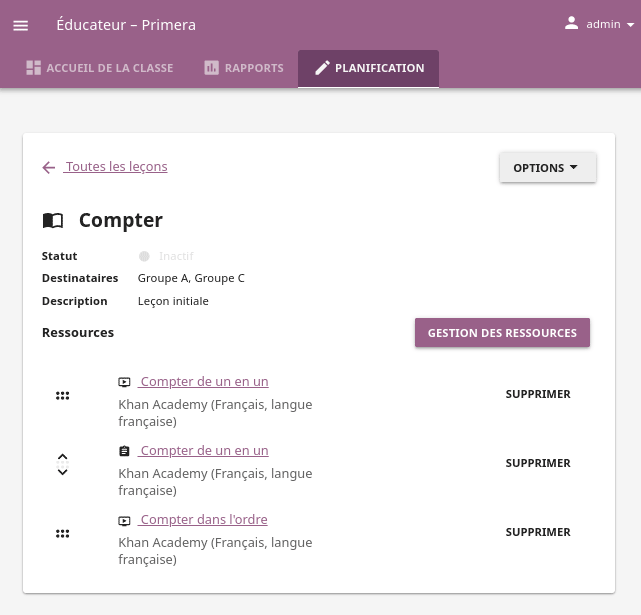 Éducateur – Primera
admin
ACCUEIL DE LA CLASSE
RAPPORTS
PLANIFICATION
Toutes les leçons
OPTIONS
Compter
Statut
Inactif
Destinataires
Groupe A, Groupe C
Description
Leçon initiale
Ressources
GESTION DES RESSOURCES
Compter de un en un
Khan Academy (Français, langue
française)
SUPPRIMER
Compter de un en un
Khan Academy (Français, langue
française)
SUPPRIMER
Compter dans l'ordre
Khan Academy (Français, langue
française)
SUPPRIMER